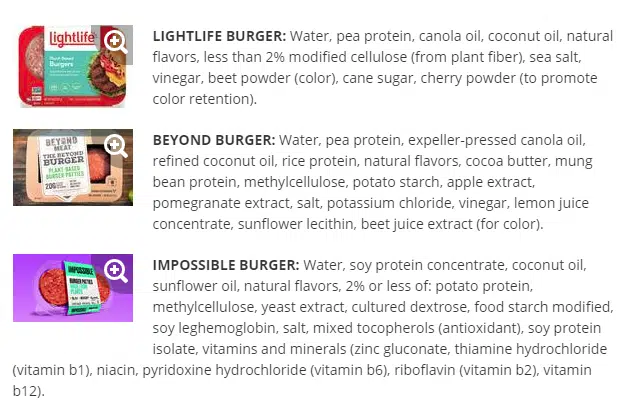 lightlife
Plant-Based
Burgers
LIGHTLIFE BURGER: Water, pea protein, canola oil, coconut oil, natural
flavors, less than 2% modified cellulose (from plant fiber), sea salt,
vinegar, beet powder (color), cane sugar, cherry powder (to promote
color retention).
BEYOND MEAT
THE BEYOND
BURGER
PLANT-BASED
BURGER PATTIES
20G
BEYOND BURGER: Water, pea protein, expeller-pressed canola oil,
refined coconut oil, rice protein, natural flavors, cocoa butter, mung
bean protein, methylcellulose, potato starch, apple extract,
pomegranate extract, salt, potassium chloride, vinegar, lemon juice
concentrate, sunflower lecithin, beet juice extract (for color).
IMPOSSIBLE
BURGER PATTIES
MADE FROM
PLANTS
IMPOSSIBLE BURGER: Water, soy protein concentrate, coconut oil,
sunflower oil, natural flavors, 2% or less of: potato protein,
methylcellulose, yeast extract, cultured dextrose, food starch modified,
soy leghemoglobin, salt, mixed tocopherols (antioxidant), soy protein
isolate, vitamins and minerals (zinc gluconate, thiamine hydrochloride
(vitamin b1), niacin, pyridoxine hydrochloride (vitamin b6), riboflavin (vitamin b2), vitamin
b12).